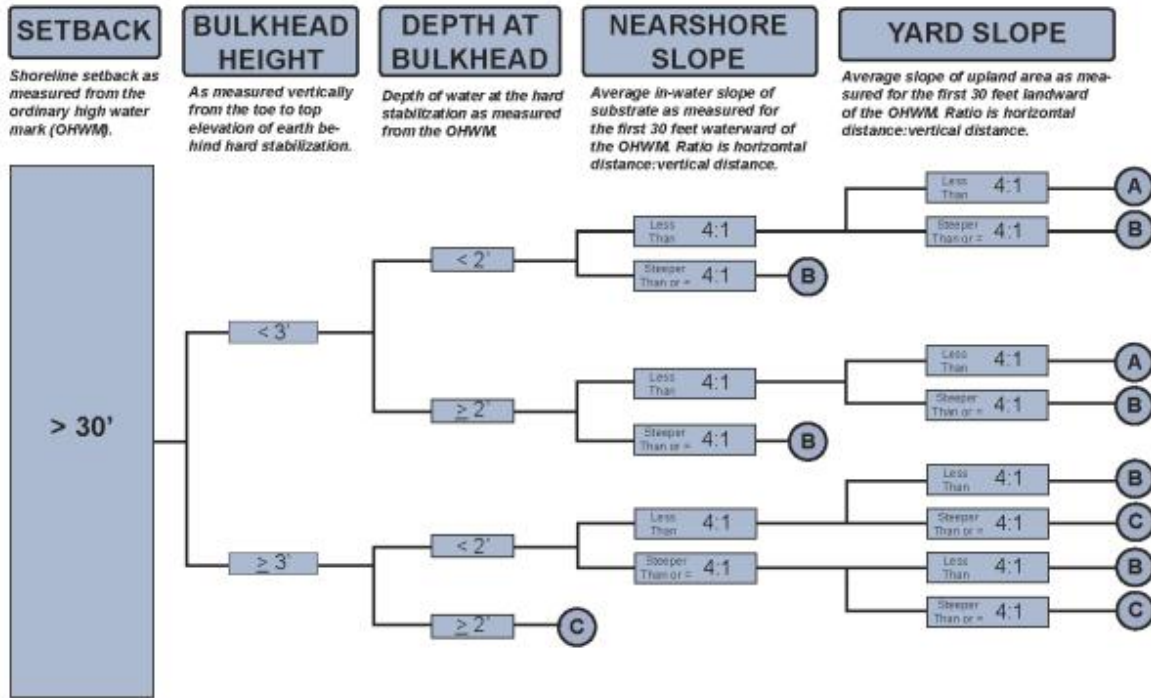 SETBACK
Shoreline setback as
measured from the
ordinary high water
mark (OHWM).
BULKHEAD
HEIGHT
As measured vertically
from the toe to top
elevation of earth be-
hind hard stabilization.
DEPTH AT
BULKHEAD
Depth of water at the hard
stabilization as measured
from the OHWM.
NEARSHORE
SLOPE
Average in-water slope of
substrate as measured for
the first 30 feet waterward of
the OHWM. Ratio is horizontal
distance:vertical distance.
YARD SLOPE
Average slope of upland area as mea-
sured for the first 30 feet landward
of the OHWM. Ratio is horizontal
distance:vertical distance.
> 30’
< 3’
< 2’
Less
Than 4:1
Less
Than 4:1
A
Steeper
Than or = 4:1
B
Steeper
Than or = 4:1
B
≥ 2’
Less
Than 4:1
Less
Than 4:1
A
Steeper
Than or = 4:1
B
Steeper
Than or = 4:1
B
≥ 3’
< 2’
Less
Than 4:1
Less
Than 4:1
B
Steeper
Than or = 4:1
C
Steeper
Than or = 4:1
Less
Than 4:1
B
Steeper
Than or = 4:1
C
≥ 2’
C